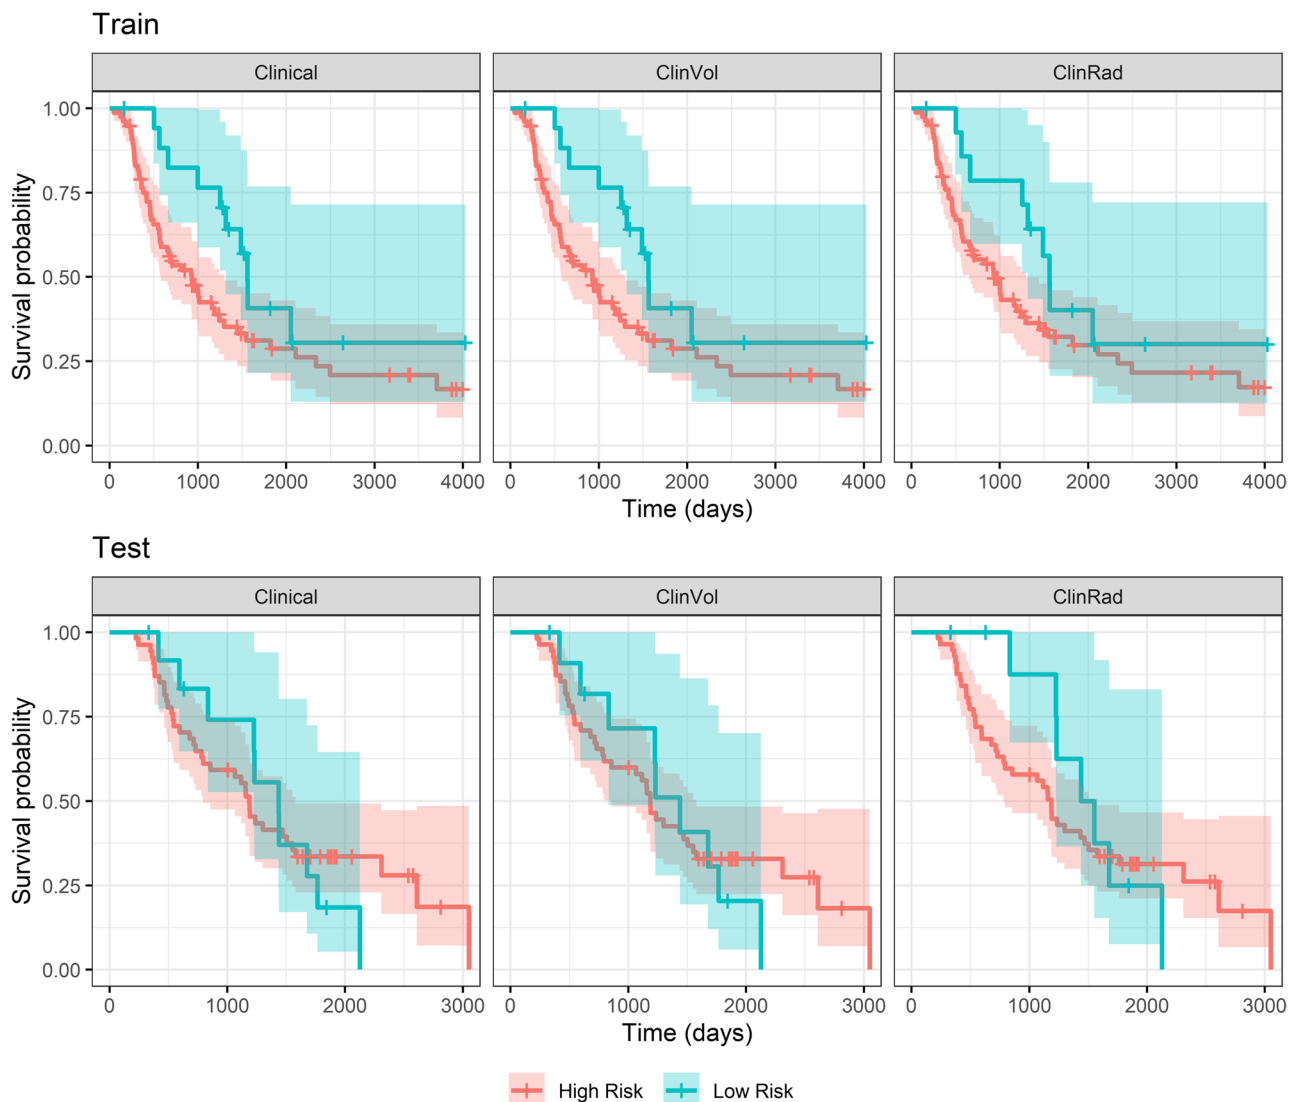 Train
Clinical ClinVol ClinRad
1.00
0.75
0.50
0.25
0.00
Survival probability
0 1000 2000 3000 4000 0 1000 2000 3000 4000 0 1000 2000 3000 4000
Time (days)
Test
Clinical ClinVol ClinRad
1.00
0.75
0.50
0.25
0.00
Survival probability
0 1000 2000 3000 0 1000 2000 3000 0 1000 2000 3000
Time (days)
High Risk Low Risk